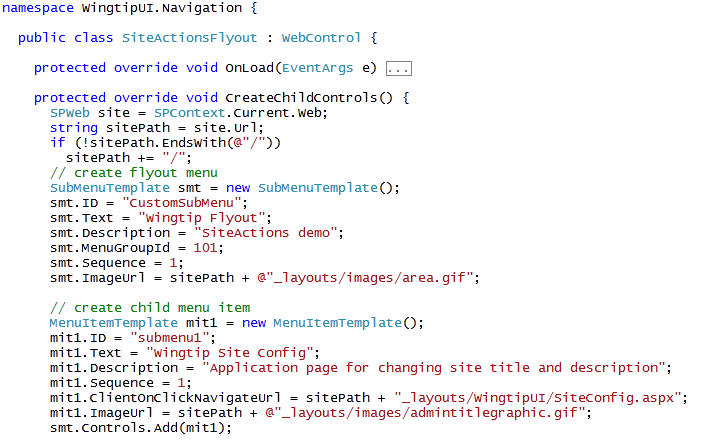 namespace WingtipUI.Navigation {
public class SiteActionsFlyout : WebControl {
protected override void OnLoad(EventArgs e) ...
protected override void CreateChildControls() {
SPWeb site = SPContext.Current.Web;
string sitePath = site.Url;
if (!sitePath.EndsWith(@"/"))
sitePath += "/";
// create flyout menu
SubMenuTemplate smt = new SubMenuTemplate();
smt.ID = "CustomSubMenu";
smt.Text = "Wingtip Flyout";
smt.Description = "SiteActions demo";
smt.MenuGroupId = 101;
smt.Sequence = 1;
smt.ImageUrl = sitePath + @"_layouts/images/area.gif";
// create child menu item
MenuItemTemplate mit1 = new MenuItemTemplate();
mit1.ID = "submenu1";
mit1.Text = "Wingtip Site Config";
mit1.Description = "Application page for changing site title and description";
mit1.Sequence = 1;
mit1.ClientOnClickNavigateUrl = sitePath + "_layouts/WingtipUI/SiteConfig.aspx";
mit1.ImageUrl = sitePath + @"_layouts/images/admintitlegraphic.gif";
smt.Controls.Add(mit1);